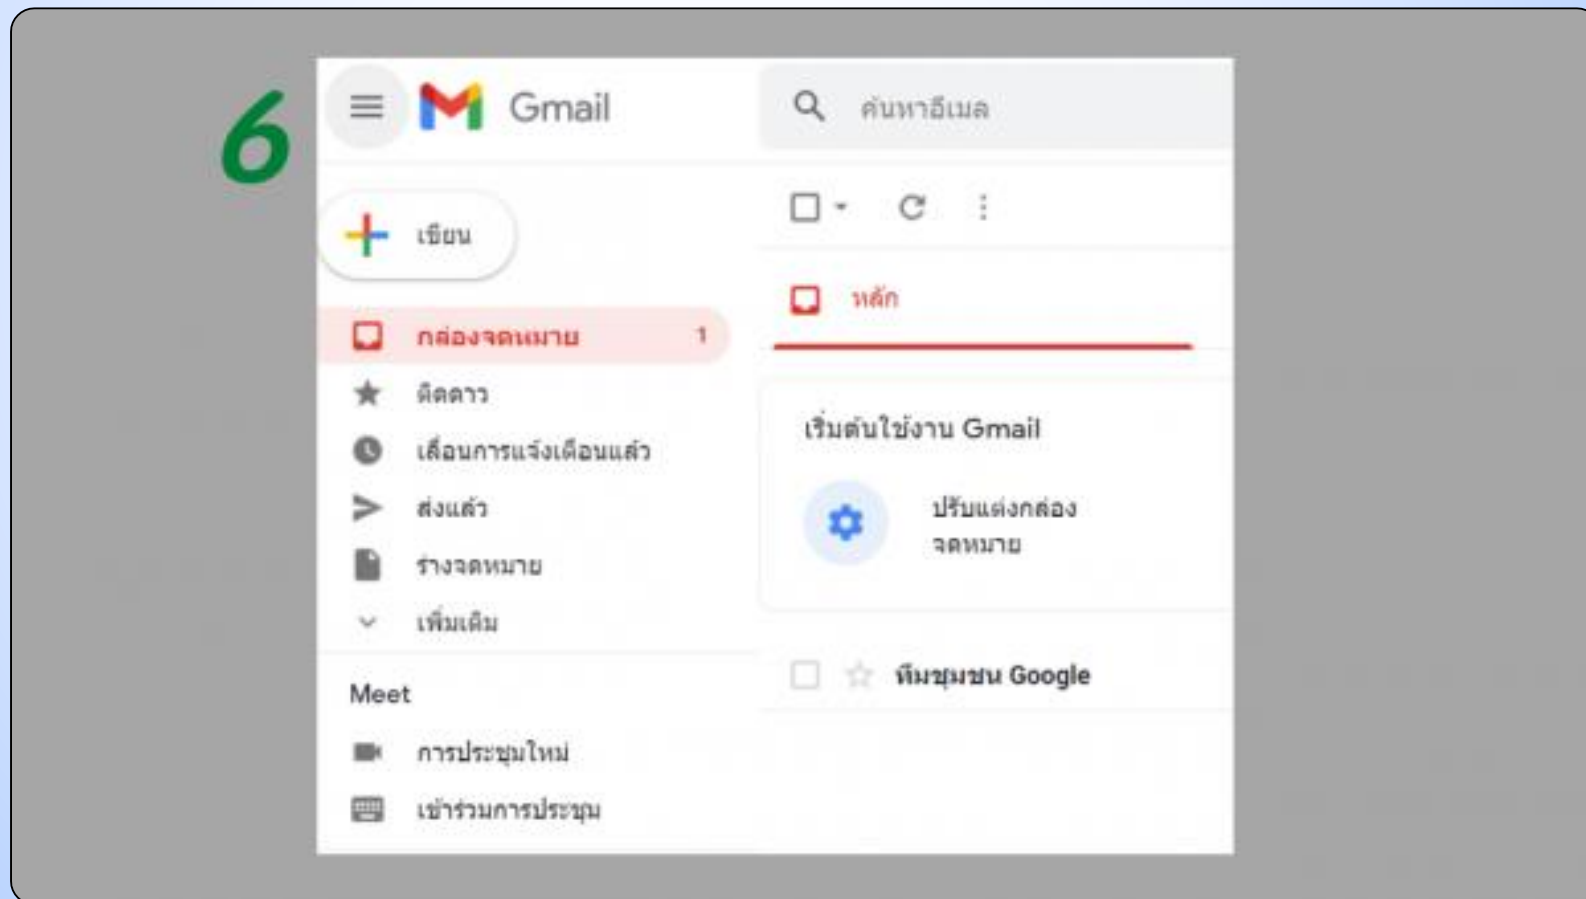 6
Gmail
ค้นหาอีเมล
เขียน
หลัก
กล่องจดหมาย 1
ติดดาว
เลื่อนการแจ้งเตือนแล้ว
ส่งแล้ว
ร่างจดหมาย
เพิ่มเติม
เริ่มต้นใช้งาน Gmail
ปรับแต่งกล่อง
จดหมาย
ทีมชุมชน Google
Meet
การประชุมใหม่
เข้าร่วมการประชุม